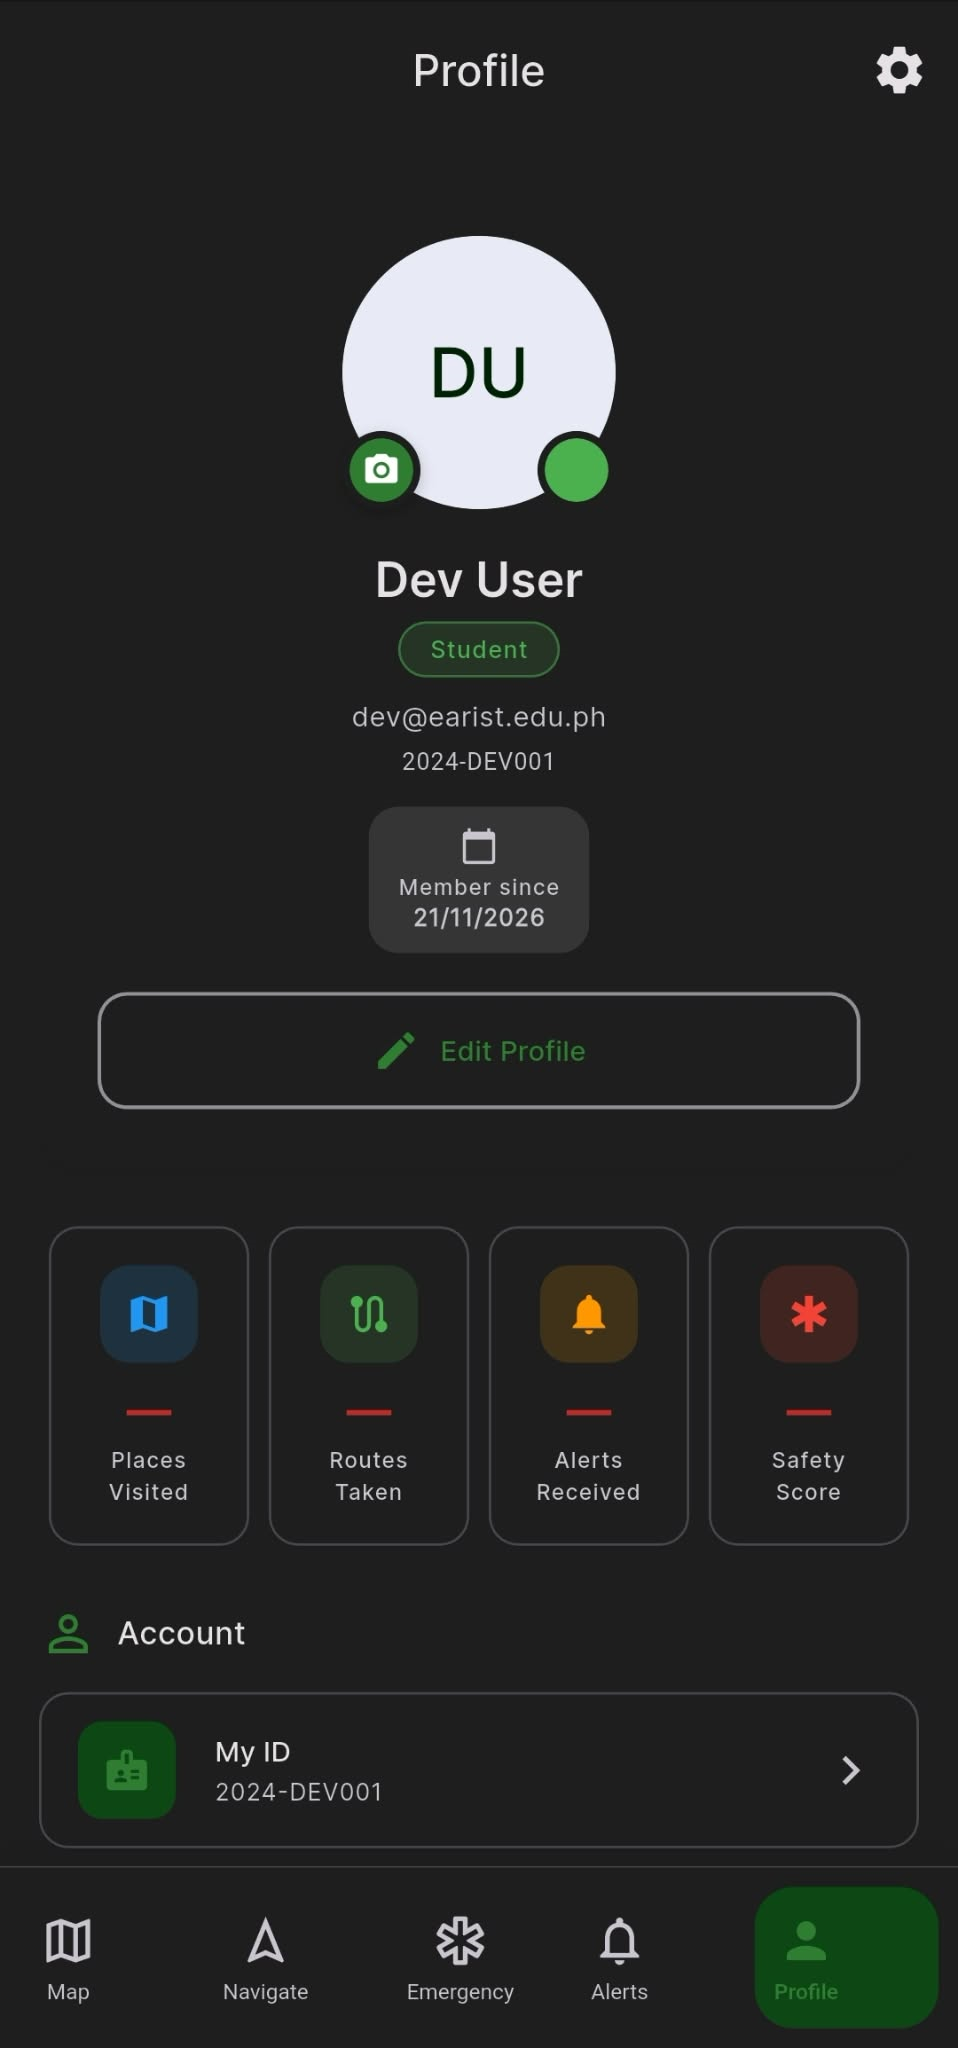 Profile
DU
Dev User
Student
dev@earist.edu.ph
2024-DEV001
Member since
21/11/2026
Edit Profile
Places
Visited
Routes
Taken
Alerts
Received
Safety
Score
Account
My ID
2024-DEV001
Map
Navigate
Emergency
Alerts
Profile